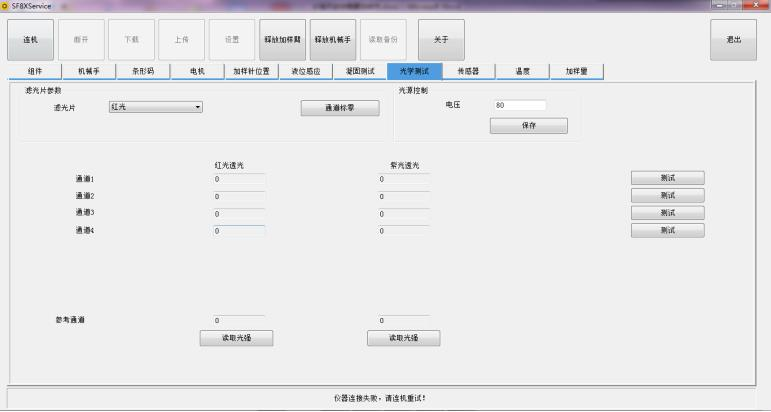 SF8XService
连机 断开 下载 上传 设置 释放加样臂 释放机械手 读取备份 关于 退出
组件 机械手 条形码 电机 加样针位置 液位感应 凝固测试 光学测试 传感器 温度 加样量
滤光片参数 光源控制
滤光片 红光 通道标零 电压 80
保存
红光透光 紫光透光
通道1 0 0 测试
通道2 0 0 测试
通道3 0 0 测试
通道4 0 0 测试
参考通道 0 0
读取光强 读取光强
仪器连接失败，请连机重试！